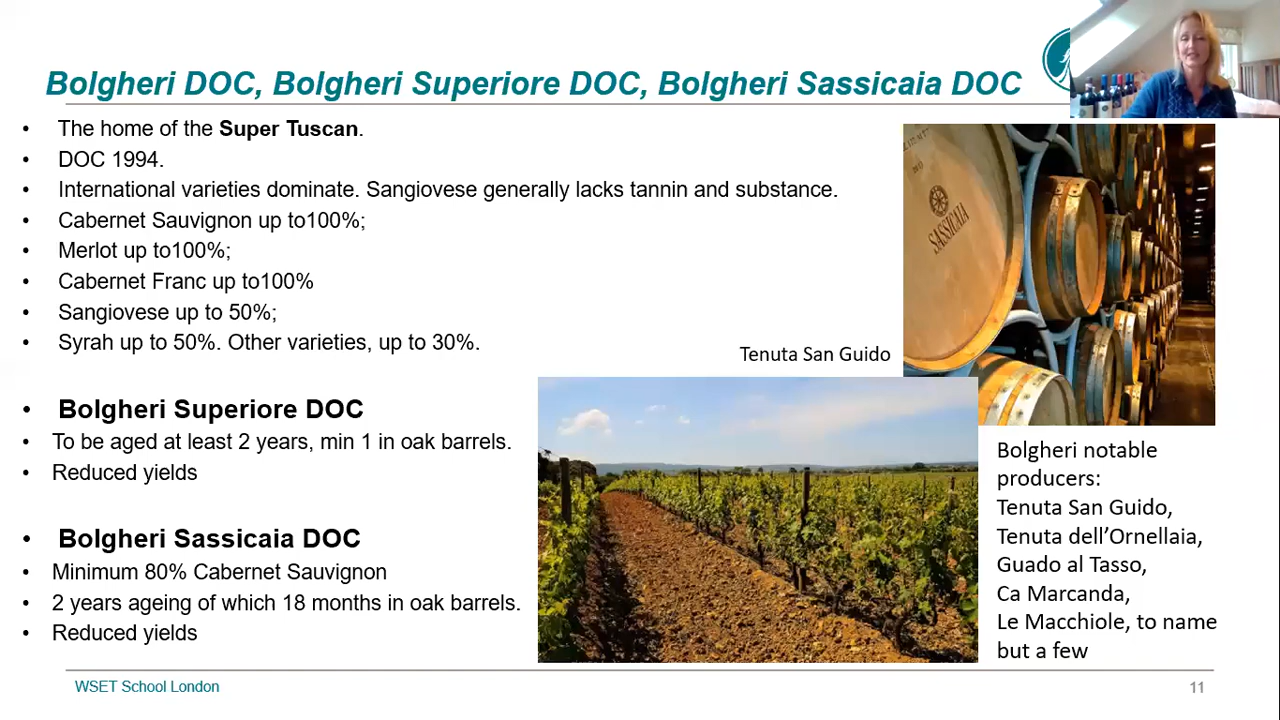 Bolgheri DOC, Bolgheri Superiore DOC, Bolgheri Sassicaia DOC
• The home of the Super Tuscan.
• DOC 1994.
• International varieties dominate. Sangiovese generally lacks tannin and substance.
• Cabernet Sauvignon up to100%;
• Merlot up to100%;
• Cabernet Franc up to100%
• Sangiovese up to 50%;
• Syrah up to 50%. Other varieties, up to 30%.
Tenuta San Guido
SASSICAIA
• Bolgheri Superiore DOC
• To be aged at least 2 years, min 1 in oak barrels.
• Reduced yields
• Bolgheri Sassicaia DOC
• Minimum 80% Cabernet Sauvignon
• 2 years ageing of which 18 months in oak barrels.
• Reduced yields
Bolgheri notable
producers:
Tenuta San Guido,
Tenuta dell’Ornellaia,
Guado al Tasso,
Ca Marcanda,
Le Macchiole, to name
but a few
WSET School London
11